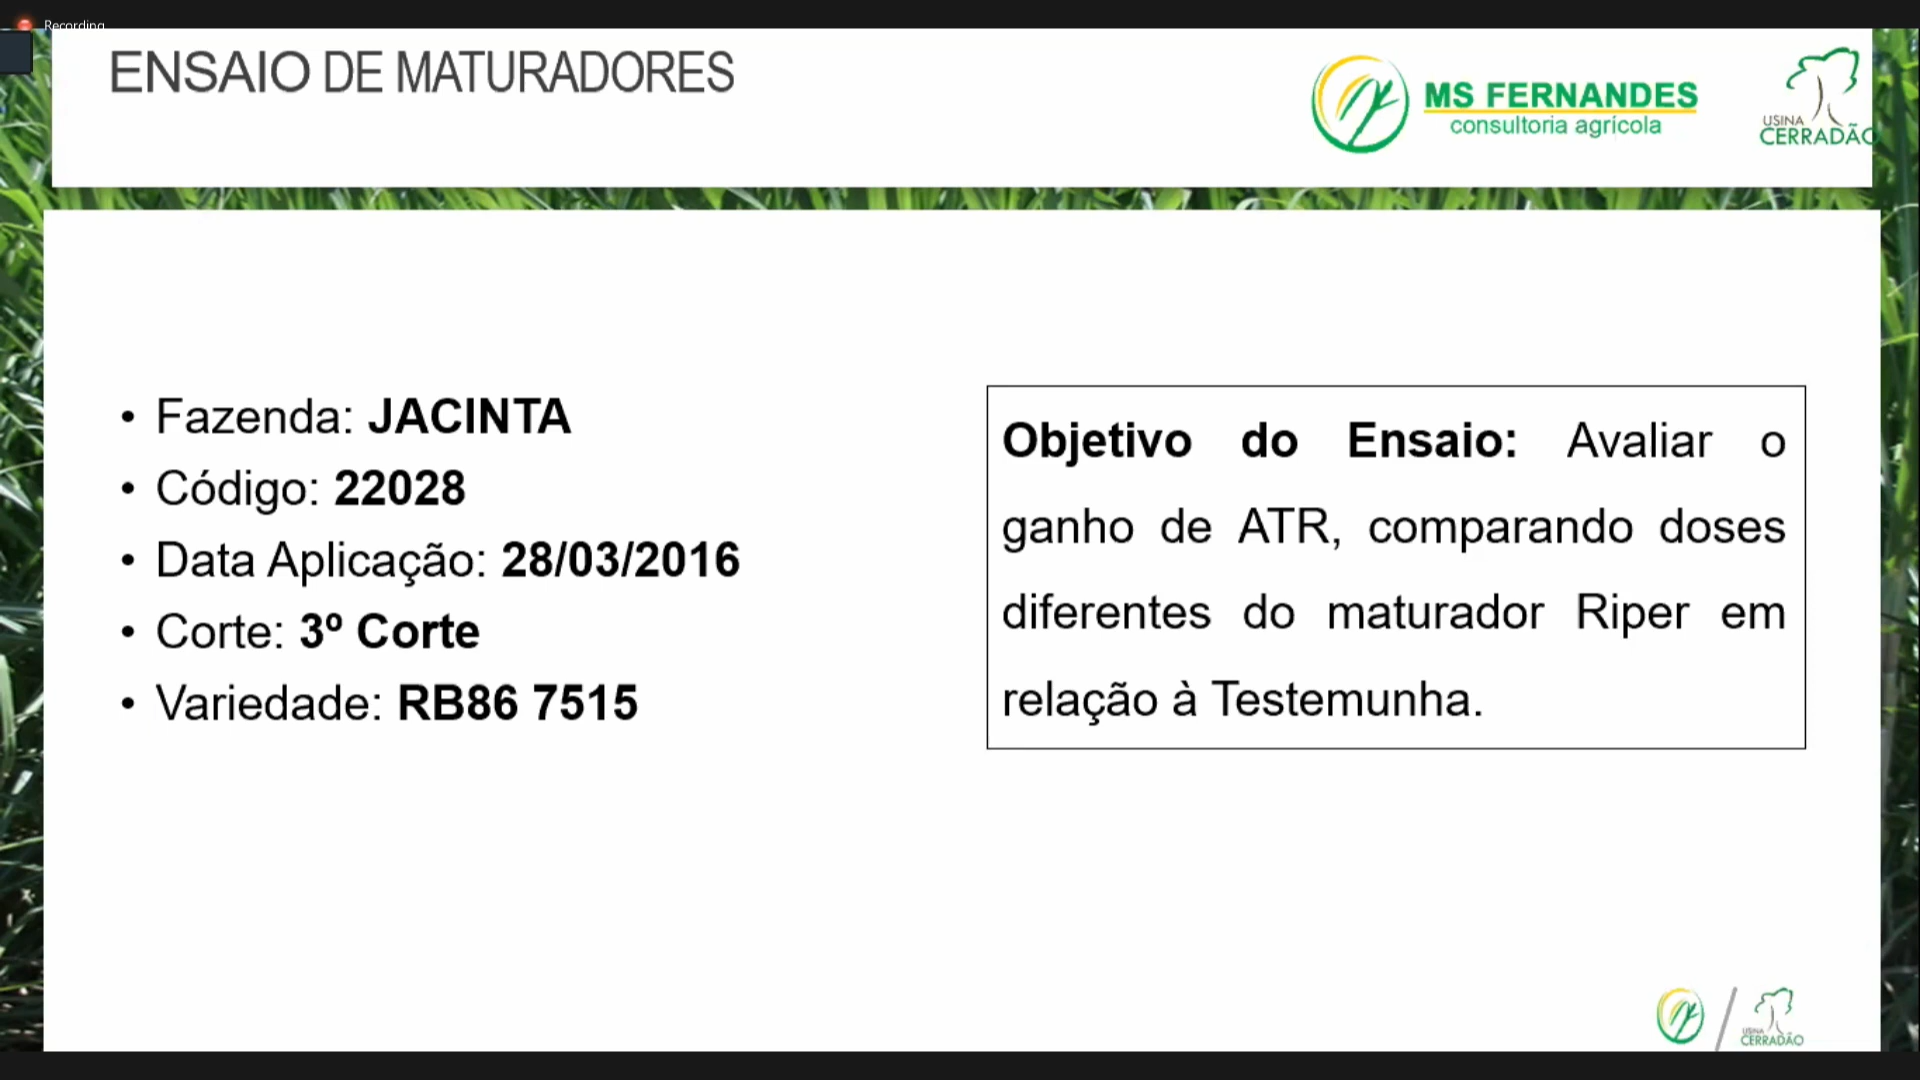 Recording
ENSAIO DE MATURADORES
MS FERNANDES
consultoria agrícola
USINA
CERRADÃO
• Fazenda: JACINTA
• Código: 22028
• Data Aplicação: 28/03/2016
• Corte: 3º Corte
• Variedade: RB86 7515
Objetivo do Ensaio: Avaliar o
ganho de ATR, comparando doses
diferentes do maturador Riper em
relação à Testemunha.
USINA
CERRADÃO